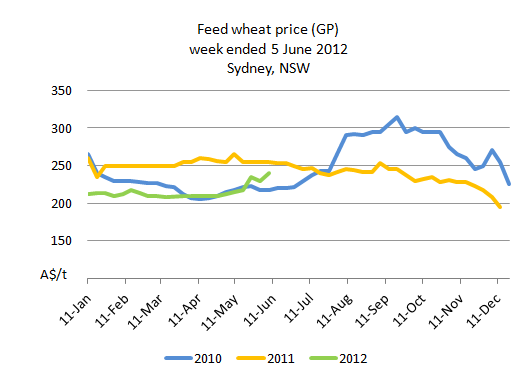 Feed wheat price (GP)
week ended 5 June 2012
Sydney, NSW
350
300
250
200
150
A$/t
11-Jan
11-Feb
11-Mar
11-Apr
11-May
11-Jun
11-Jul
11-Aug
11-Sep
11-Oct
11-Nov
11-Dec
2010 2011 2012